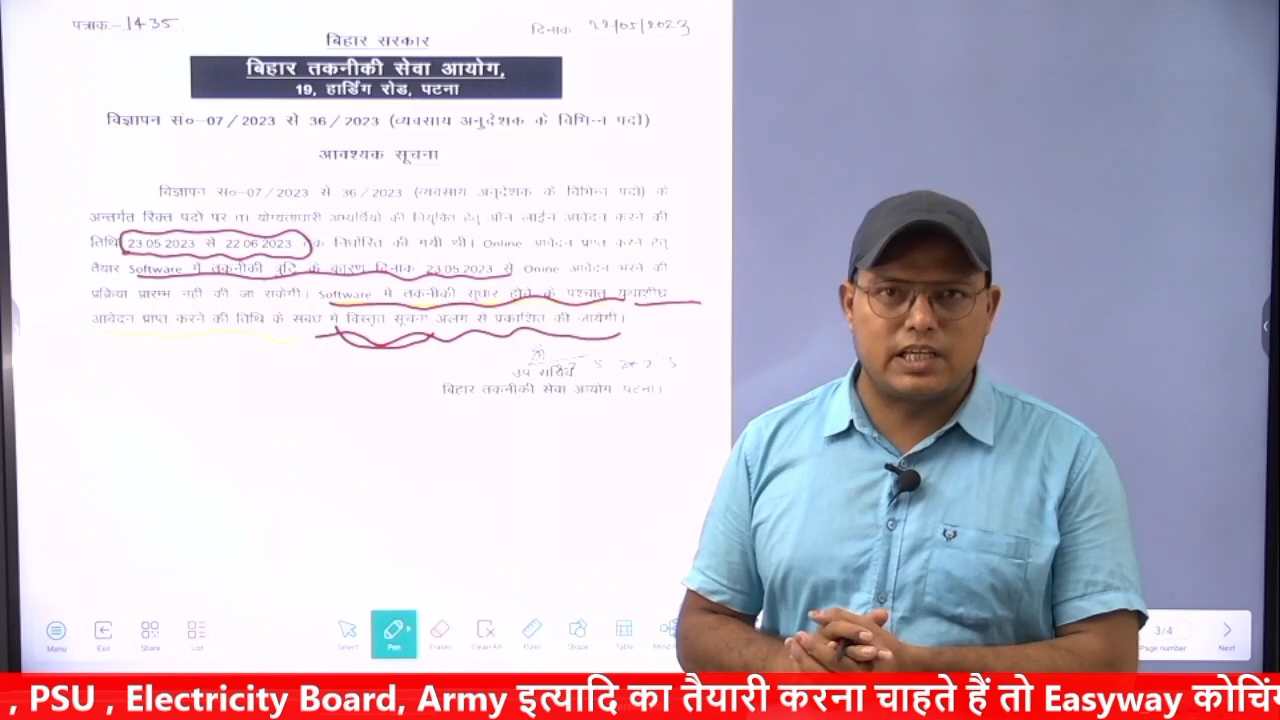 पत्रांक:- 1435
दिनांक 22/05/2023
बिहार सरकार
बिहार तकनीकी सेवा आयोग,
19, हार्डिंग रोड, पटना
विज्ञापन सं०-07/2023 से 36/2023 (व्यवसाय अनुदेशक के विभिन्न पदों)
आवश्यक सूचना
विज्ञापन सं०-07/2023 से 36/2023 (व्यवसाय अनुदेशक के विभिन्न पदों) के
अन्तर्गत रिक्त पदों पर ITI योग्यताधारी अभ्यर्थियों की नियुक्ति हेतु ऑन लाईन आवेदन करने की
तिथि 23.05.2023 से 22.06.2023 तक निर्धारित की गयी थी। Online आवेदन प्राप्त करने हेतु
तैयार Software में तकनीकी त्रुटि के कारण दिनांक 23.05.2023 से Onine आवेदन भरने की
प्रक्रिया प्रारम्भ नहीं की जा सकेगी। Software में तकनीकी सुधार होने के पश्चात् यथाशीघ्र
आवेदन प्राप्त करने की तिथि के संबंध में विस्तृत सूचना अलग से प्रकाशित की जायेगी।
उप सचिव
बिहार तकनीकी सेवा आयोग पटना।
Menu Exit Share List Select Pen Eraser Clear All Ruler Shape Table 3/4 Page number Next
, PSU , Electricity Board, Army इत्यादि का तैयारी करना चाहते हैं तो Easyway